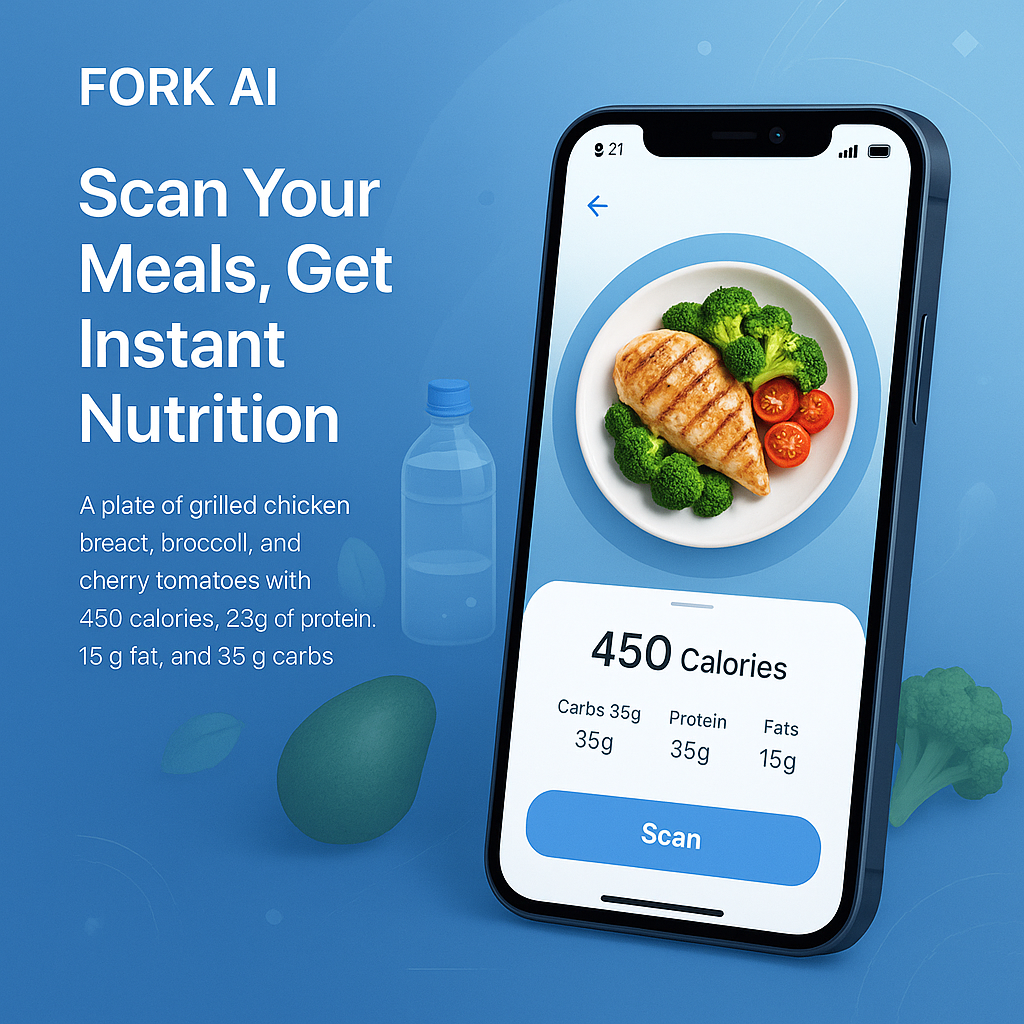 FORK AI
Scan Your
Meals, Get
Instant
Nutrition
A plate of grilled chicken
breact, broccoll, and
cherry tomatoes with
450 calories, 23g of protein.
15 g fat, and 35 g carbs
21
450 Calories
Carbs 35g Protein Fats
35g 35g 15g
Scan